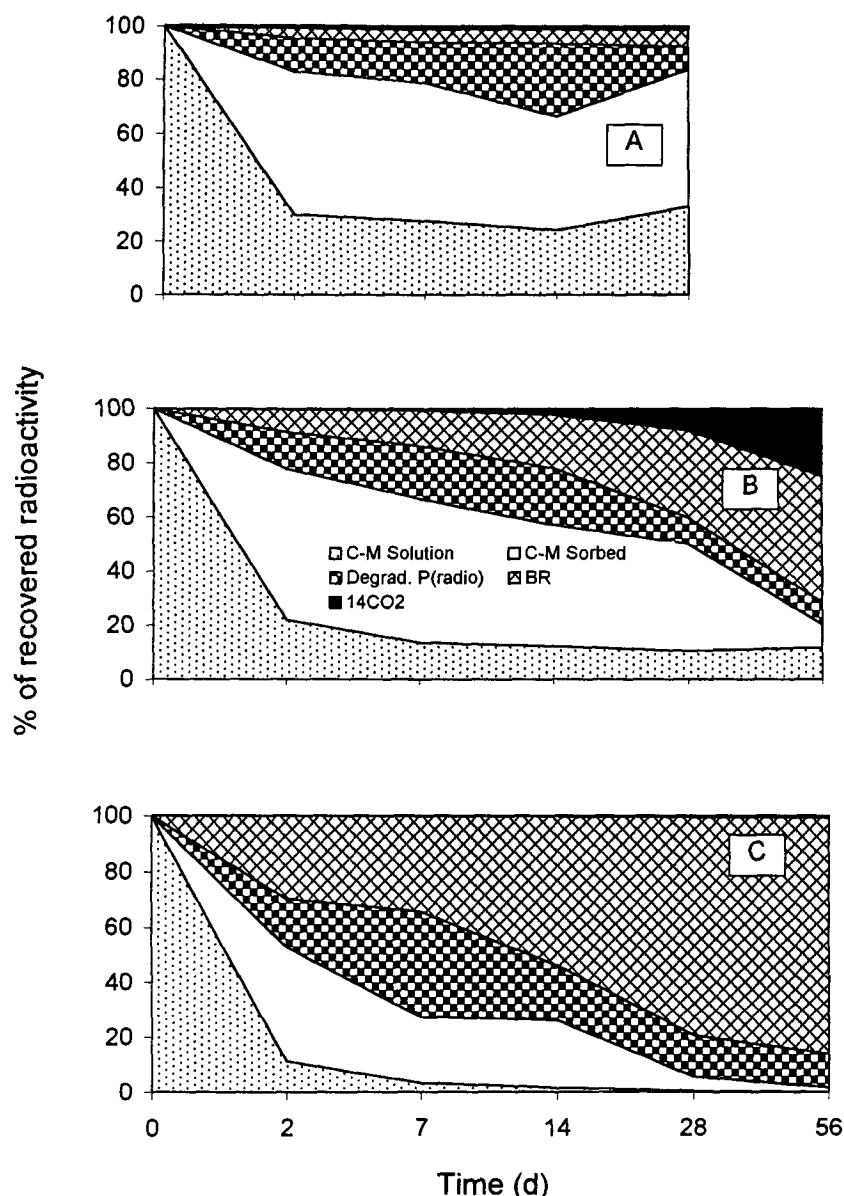 100
80
60
40
20
0
A
% of recovered radioactivity
100
80
60
40
20
0
B
C-M Solution C-M Sorbed
Degrad. P(radio) BR
14CO2
100
80
60
40
20
0
C
0 2 7 14 28 56
Time (d)